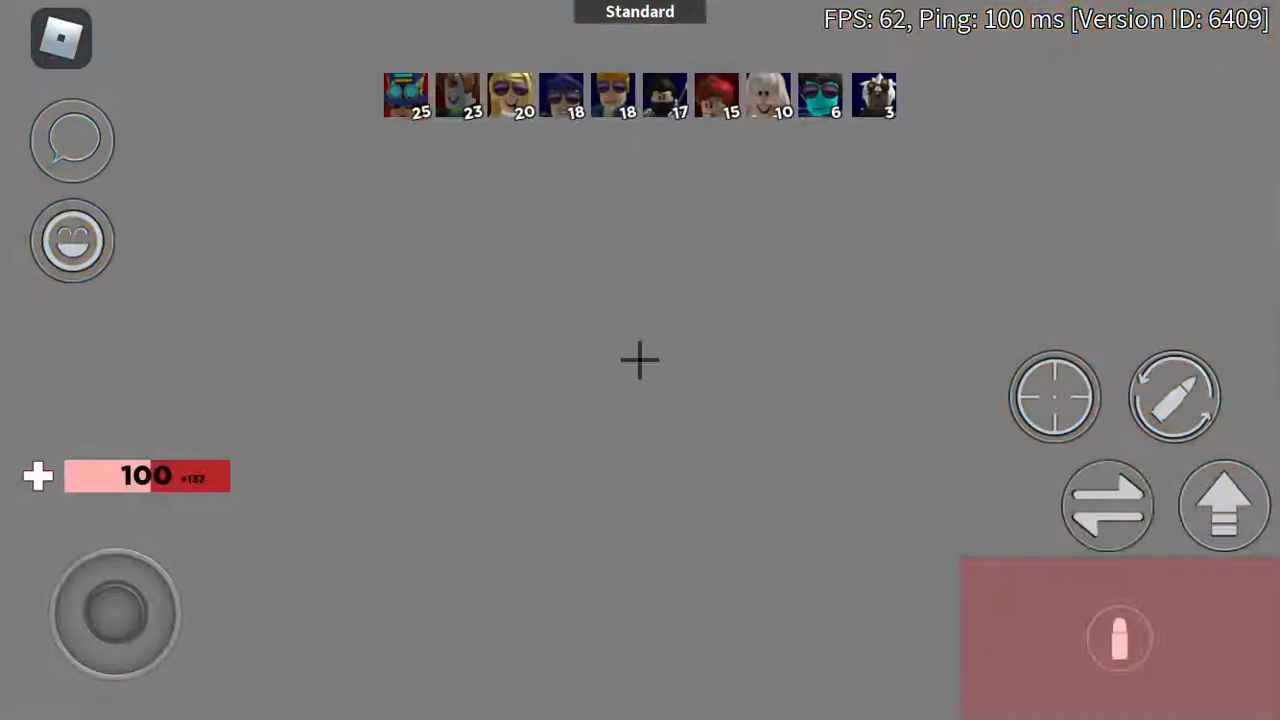 Standard
FPS: 62, Ping: 100 ms [Version ID: 6409]
25 23 20 18 18 17 15 10 6 3
100 +137